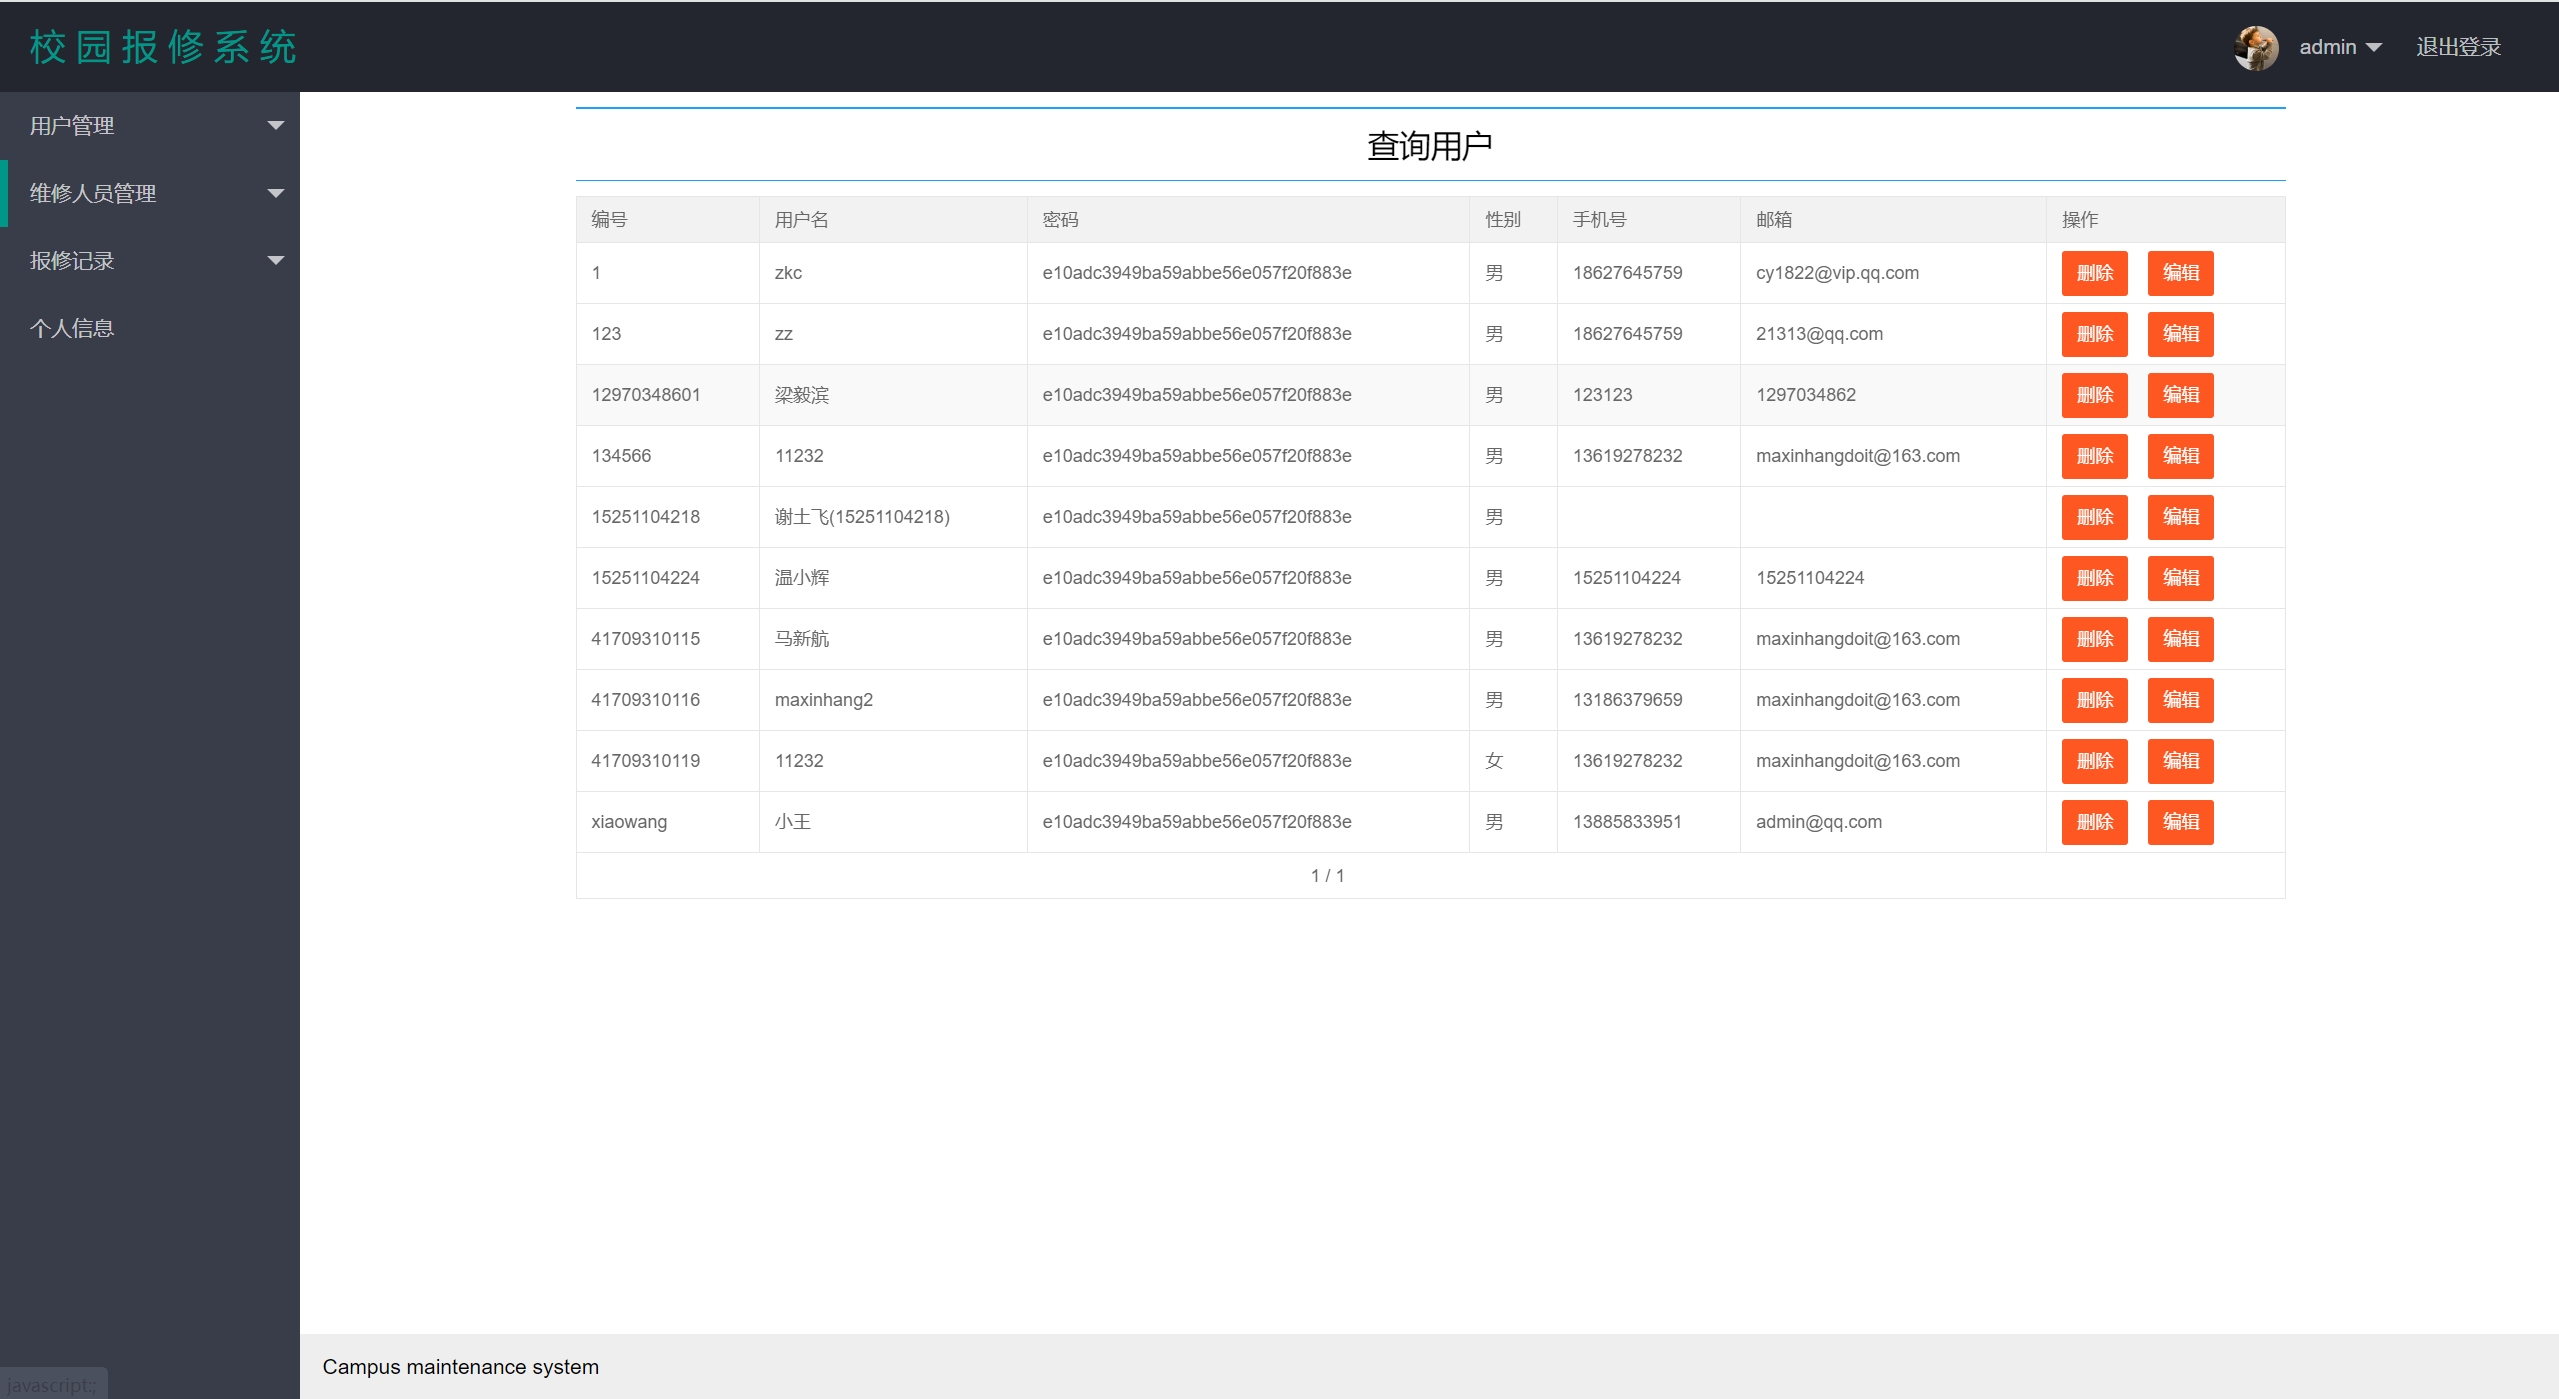 校园报修系统
admin 退出登录
用户管理
维修人员管理
报修记录
个人信息
查询用户
编号 用户名 密码 性别 手机号 邮箱 操作
1 zkc e10adc3949ba59abbe56e057f20f883e 男 18627645759 cy1822@vip.qq.com 删除 编辑
123 zz e10adc3949ba59abbe56e057f20f883e 男 18627645759 21313@qq.com 删除 编辑
12970348601 梁毅滨 e10adc3949ba59abbe56e057f20f883e 男 123123 1297034862 删除 编辑
134566 11232 e10adc3949ba59abbe56e057f20f883e 男 13619278232 maxinhangdoit@163.com 删除 编辑
15251104218 谢土飞(15251104218) e10adc3949ba59abbe56e057f20f883e 男 删除 编辑
15251104224 温小辉 e10adc3949ba59abbe56e057f20f883e 男 15251104224 15251104224 删除 编辑
41709310115 马新航 e10adc3949ba59abbe56e057f20f883e 男 13619278232 maxinhangdoit@163.com 删除 编辑
41709310116 maxinhang2 e10adc3949ba59abbe56e057f20f883e 男 13186379659 maxinhangdoit@163.com 删除 编辑
41709310119 11232 e10adc3949ba59abbe56e057f20f883e 女 13619278232 maxinhangdoit@163.com 删除 编辑
xiaowang 小王 e10adc3949ba59abbe56e057f20f883e 男 13885833951 admin@qq.com 删除 编辑
1 / 1
Campus maintenance system
javascript:;